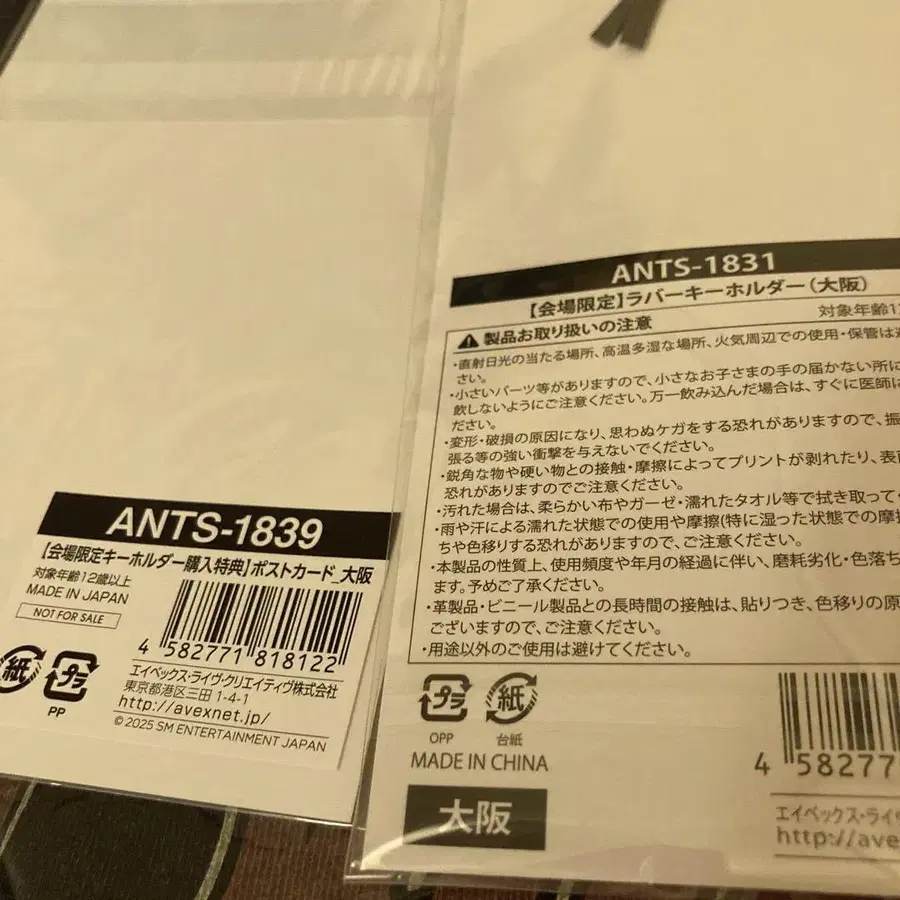 ANTS-1839
【会場限定キーホルダー購入特典】ポストカード_大阪
対象年齢12歳以上
MADE IN JAPAN
NOT FOR SALE
4 582771 818122
紙
プラ
PP
エイベックス・ライヴ・クリエイティヴ株式会社
東京都港区三田 1-4-1
http://avexnet.jp/
© 2025 SM ENTERTAINMENT JAPAN
ANTS-1831
【会場限定】ラバーキーホルダー(大阪)
対象年齢1
製品お取り扱いの注意
・直射日光の当たる場所、高温多湿な場所、火気周辺での使用・保管は
さい。
・小さいパーツ等がありますので、小さなお子さまの手の届かない所に
飲しないようにご注意ください。万一飲み込んだ場合は、すぐに医師に
ださい。
・変形・破損の原因になり、思わぬケガをする恐れがありますので、振
張る等の強い衝撃を与えないでください。
・鋭角な物や硬い物との接触・摩擦によってプリントが剥れたり、表
恐れがありますのでご注意ください。
・汚れた場合は、柔らかい布やガーゼ・濡れたタオル等で拭き取って
・雨や汗による濡れた状態での使用や摩擦(特に湿った状態での摩
ちや色移りする恐れがありますので、ご注意ください。
・本製品の性質上、使用頻度や年月の経過に伴い、磨耗劣化・色落ち
ます。予めご了承ください。
・革製品・ビニール製品との長時間の接触は、貼りつき、色移りの原
ございますので、ご注意ください。
・用途以外のご使用は避けてください。
プラ
紙
OPP
台紙
MADE IN CHINA
大阪
4 58277
エイベックス・ライ
http://ave